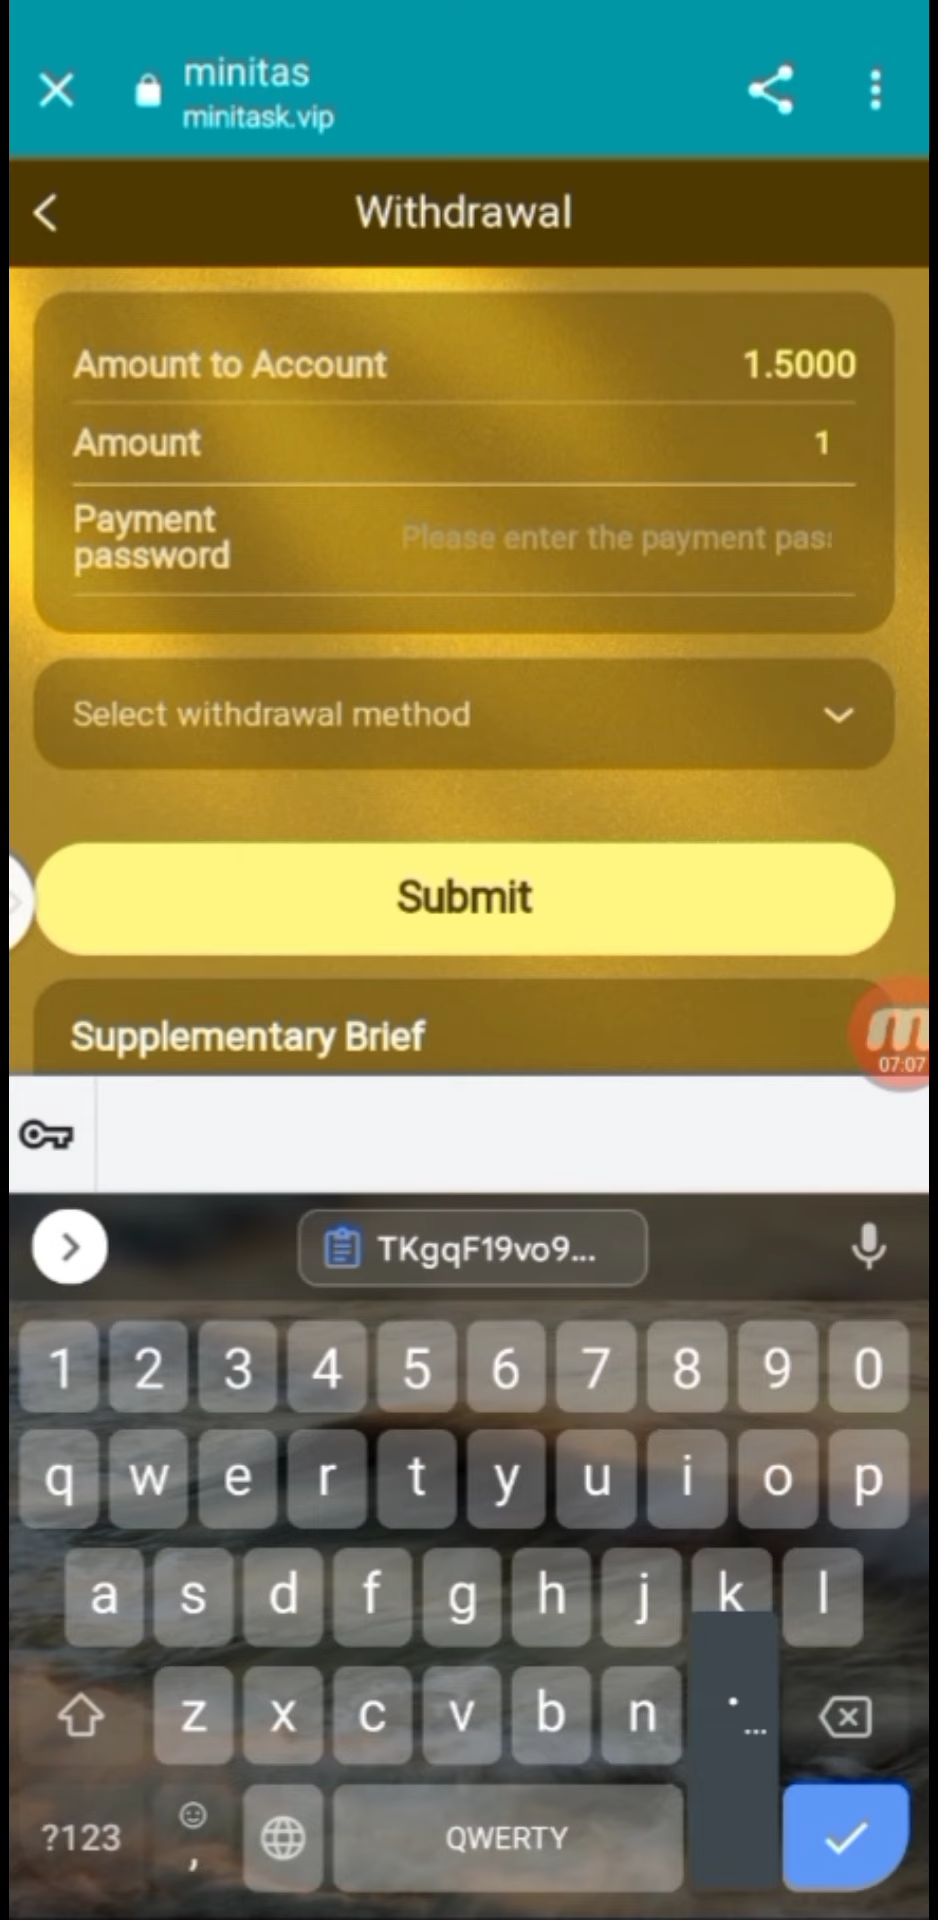 minitas
minitask.vip
Withdrawal
Amount to Account 1.5000
Amount 1
Payment
password
Please enter the payment pas
Select withdrawal method
Submit
Supplementary Brief
07:07
TKgqF19vo9...
1 2 3 4 5 6 7 8 9 0
q w e r t y u i o p
a s d f g h j k l
z x c v b n . ...
?123 , QWERTY